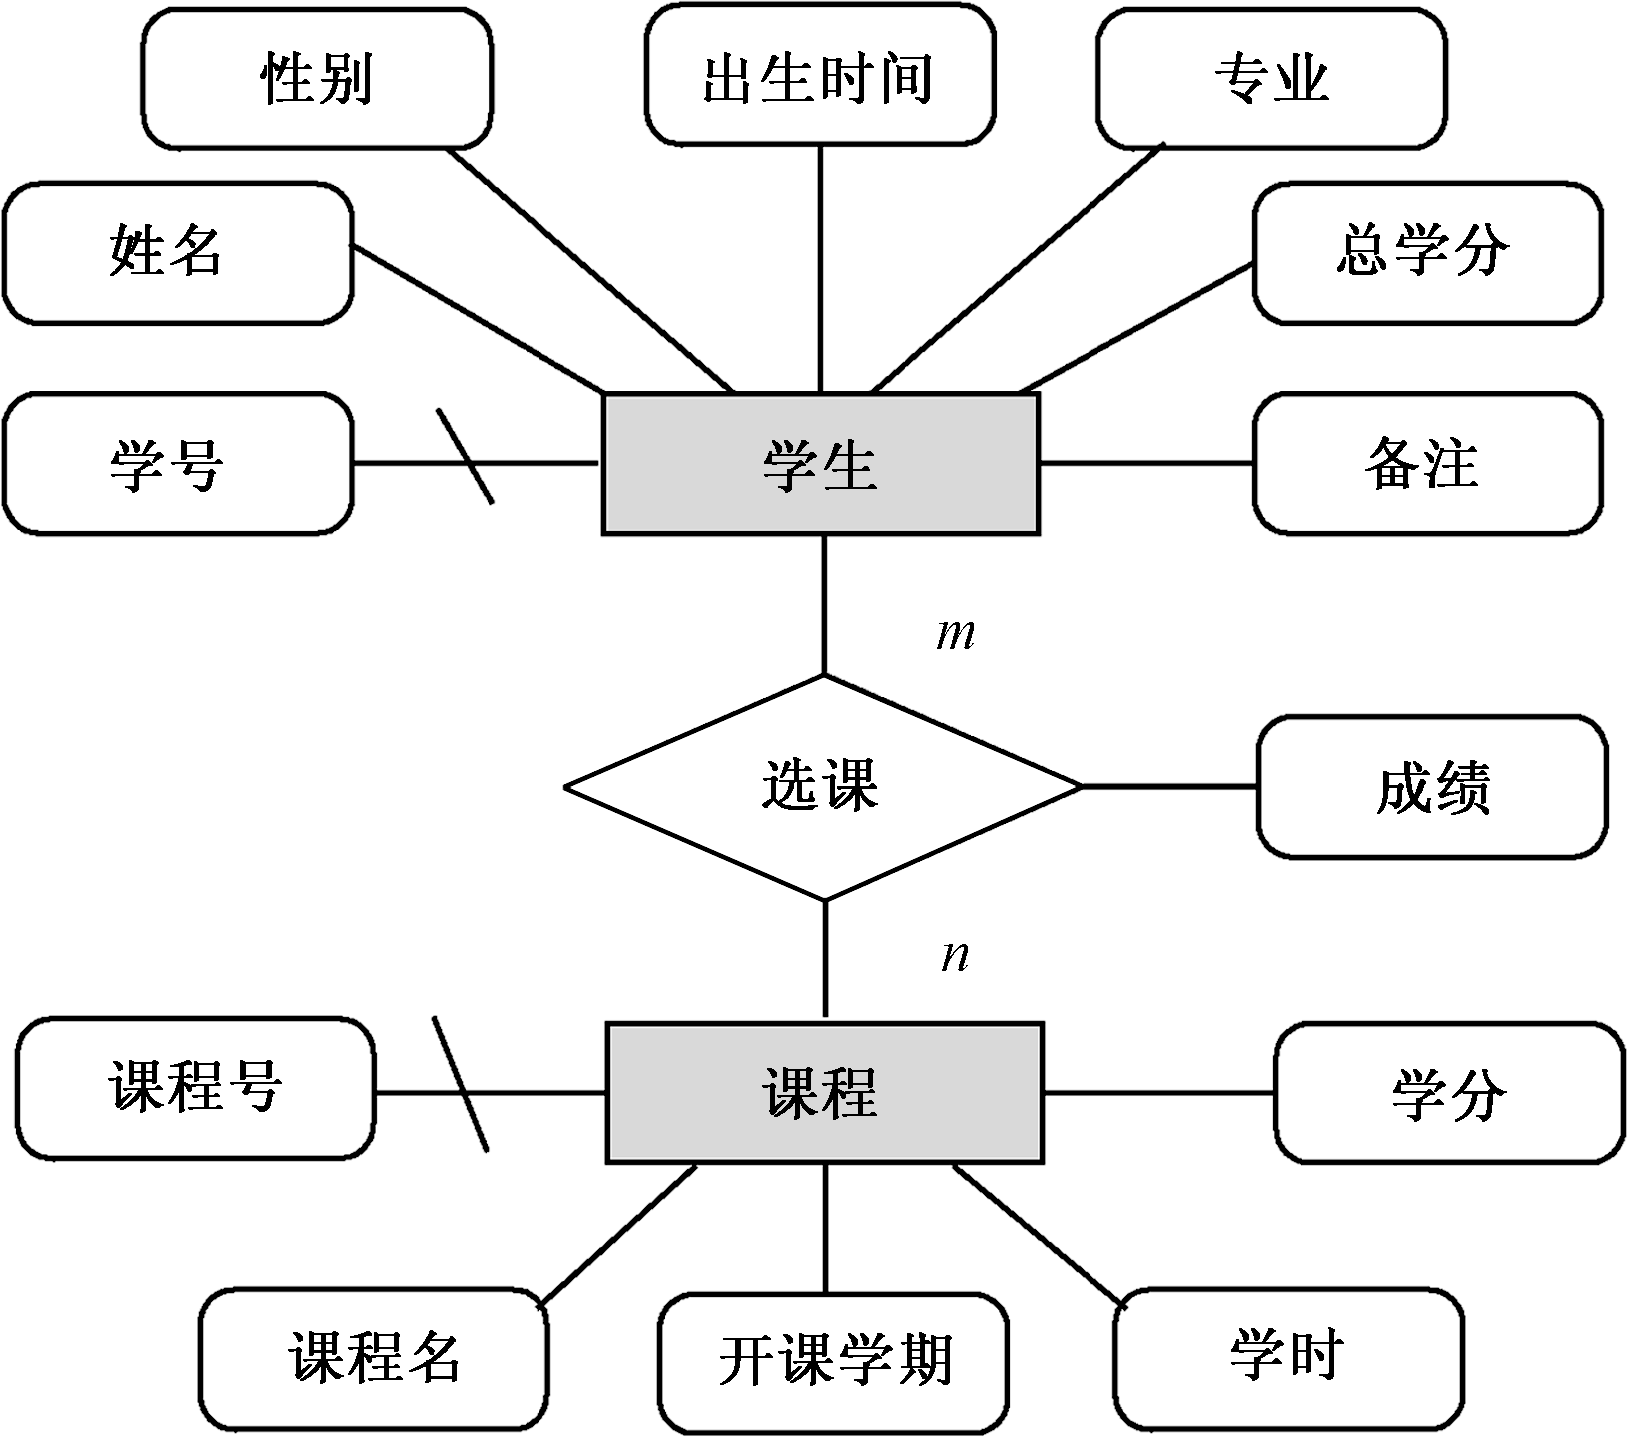 性别
出生时间
专业
姓名
总学分
学号
学生
备注
m
选课
成绩
n
课程号
课程
学分
课程名
开课学期
学时